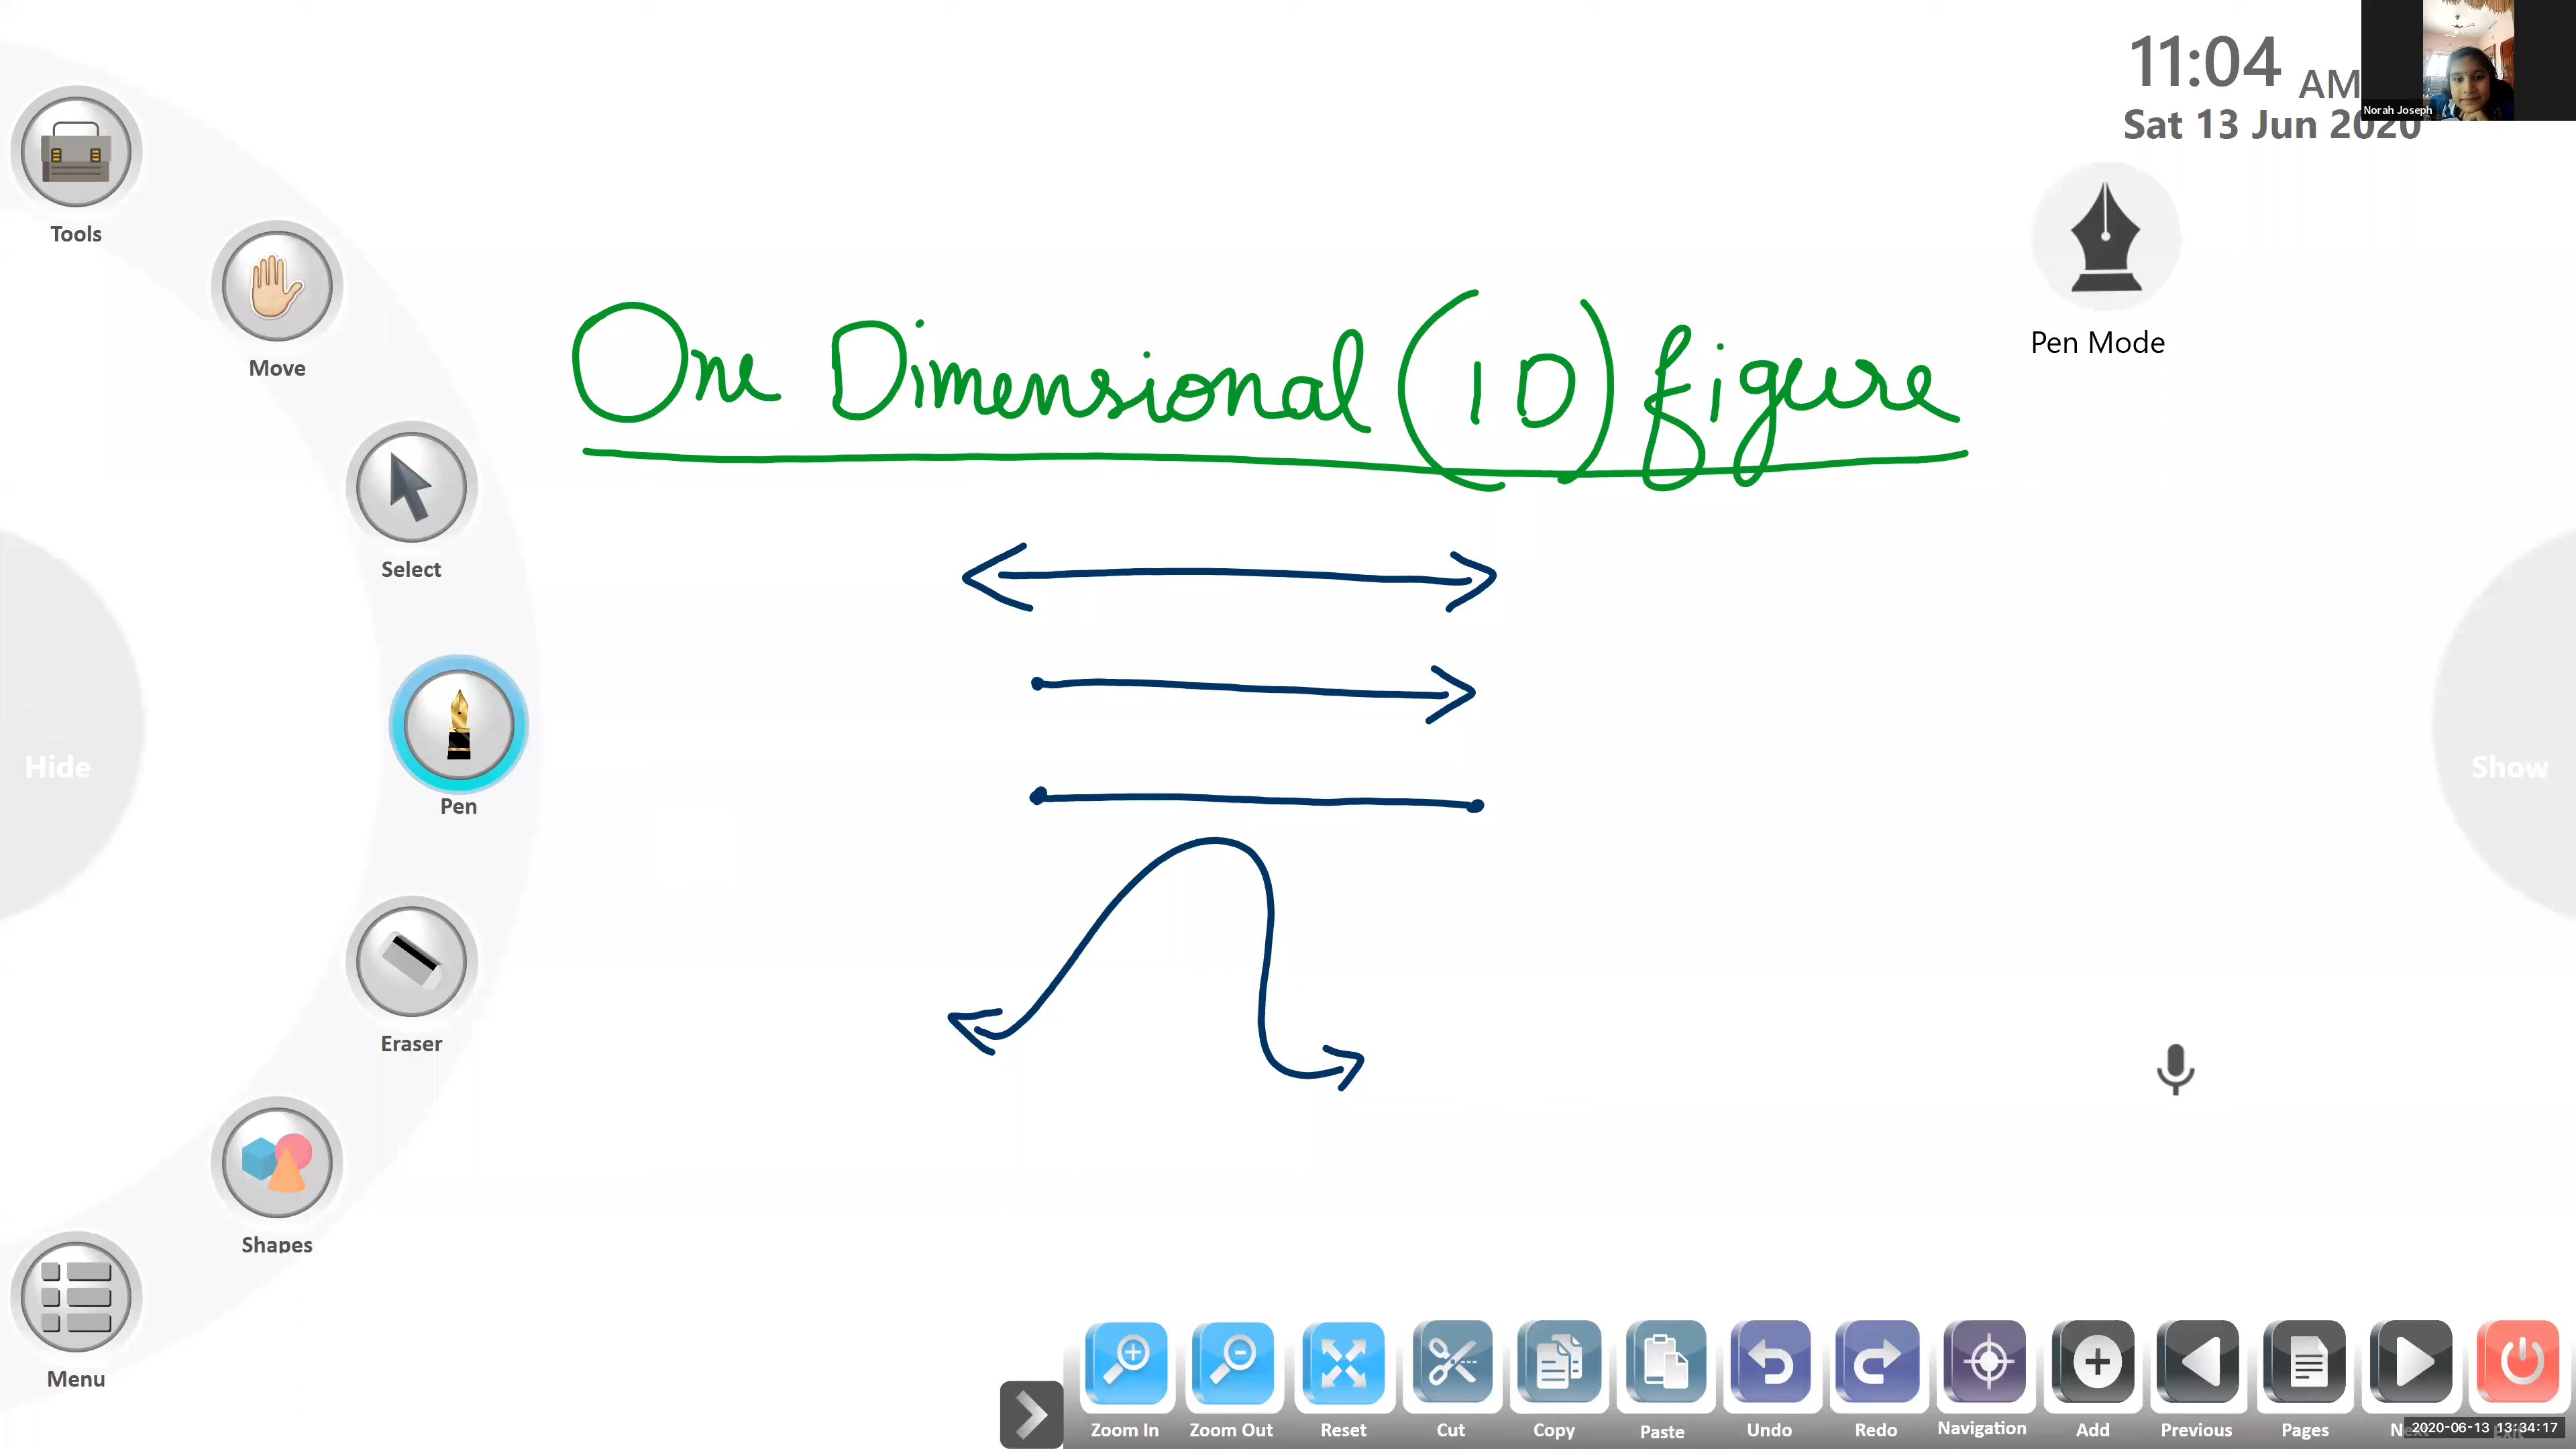 11:04 AM
Norah Joseph
Sat 13 Jun 2020
Tools
Move
Pen Mode
One Dimensional (1D) figure
Select
Hide
Show
Pen
Eraser
Shapes
Menu
Zoom In Zoom Out Reset Cut Copy Paste Undo Redo Navigation Add Previous Pages
2020-06-13 13:34:17